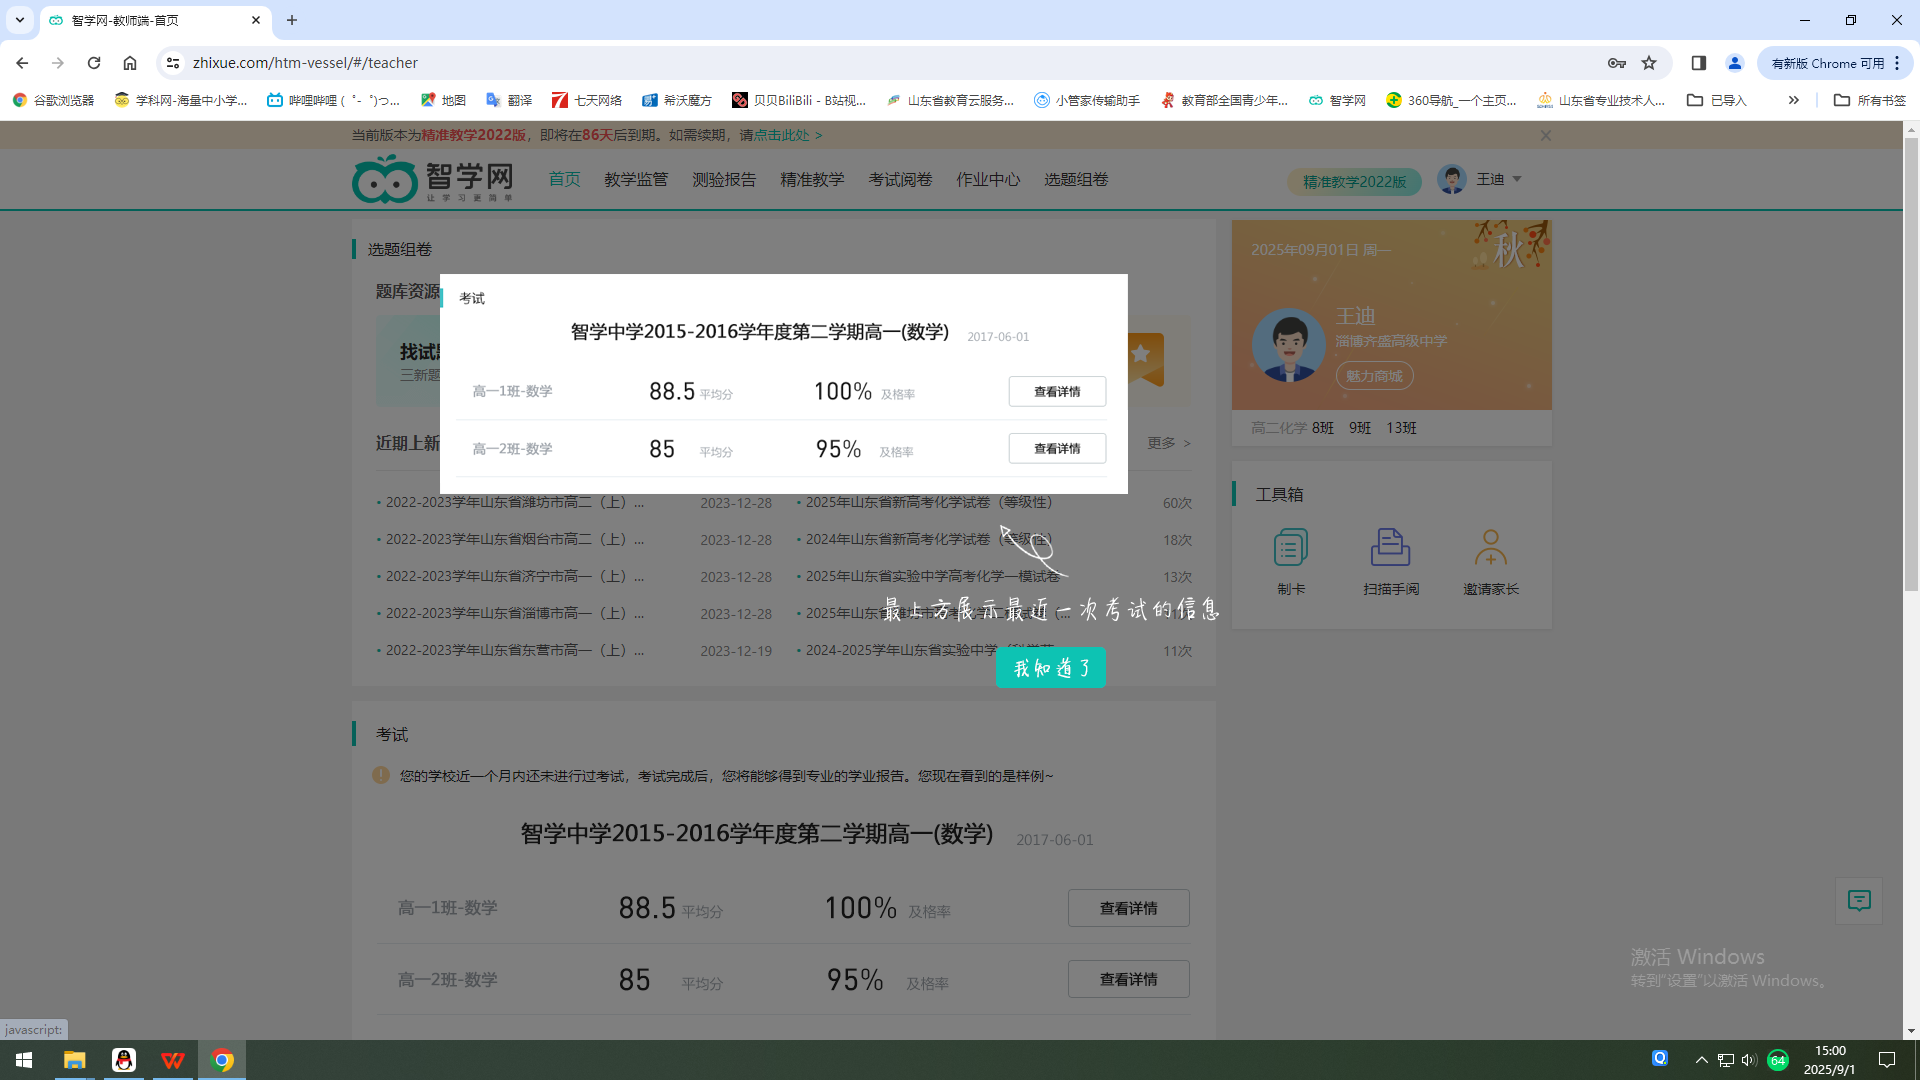 智学网-教师端-首页
zhixue.com/htm-vessel/#/teacher
有新版 Chrome 可用
谷歌浏览器
学科网-海量中小学...
哔哩哔哩 ( ゜- ゜)つ...
地图
翻译
七天网络
希沃魔方
贝贝BiliBili - B站视...
山东省教育云服务...
小管家传输助手
教育部全国青少年...
智学网
360导航_一个主页...
山东省专业技术人...
已导入
所有书签
当前版本为精准教学2022版，即将在86天后到期。如需续期，请点击此处 >
智学网
让学习更简单
首页
教学监管
测验报告
精准教学
考试阅卷
作业中心
选题组卷
精准教学2022版
王迪
选题组卷
题库资源
找试题
三新题
考试
智学中学2015-2016学年度第二学期高一(数学) 2017-06-01
高一1班-数学 88.5 平均分 100% 及格率 查看详情
高一2班-数学 85 平均分 95% 及格率 查看详情
近期上新
更多 >
2022-2023学年山东省潍坊市高二（上）... 2023-12-28
2025年山东省新高考化学试卷（等级性） 60次
2022-2023学年山东省烟台市高二（上）... 2023-12-28
2024年山东省新高考化学试卷（等级性） 18次
2022-2023学年山东省济宁市高一（上）... 2023-12-28
2025年山东省实验中学高考化学一模试卷 13次
2022-2023学年山东省淄博市高一（上）... 2023-12-28
2025年山东省潍坊市高考化学二模试卷（...
2022-2023学年山东省东营市高一（上）... 2023-12-19
2024-2025学年山东省实验中学 11次
最上方展示最近一次考试的信息
我知道了
2025年09月01日 周一
秋
王迪
淄博齐盛高级中学
魅力商城
高二化学 8班 9班 13班
工具箱
制卡
扫描手阅
邀请家长
考试
您的学校近一个月内还未进行过考试，考试完成后，您将能够得到专业的学业报告。您现在看到的是样例~
智学中学2015-2016学年度第二学期高一(数学) 2017-06-01
高一1班-数学 88.5 平均分 100% 及格率 查看详情
高一2班-数学 85 平均分 95% 及格率 查看详情
激活 Windows
转到"设置"以激活 Windows。
javascript:
64
15:00
2025/9/1